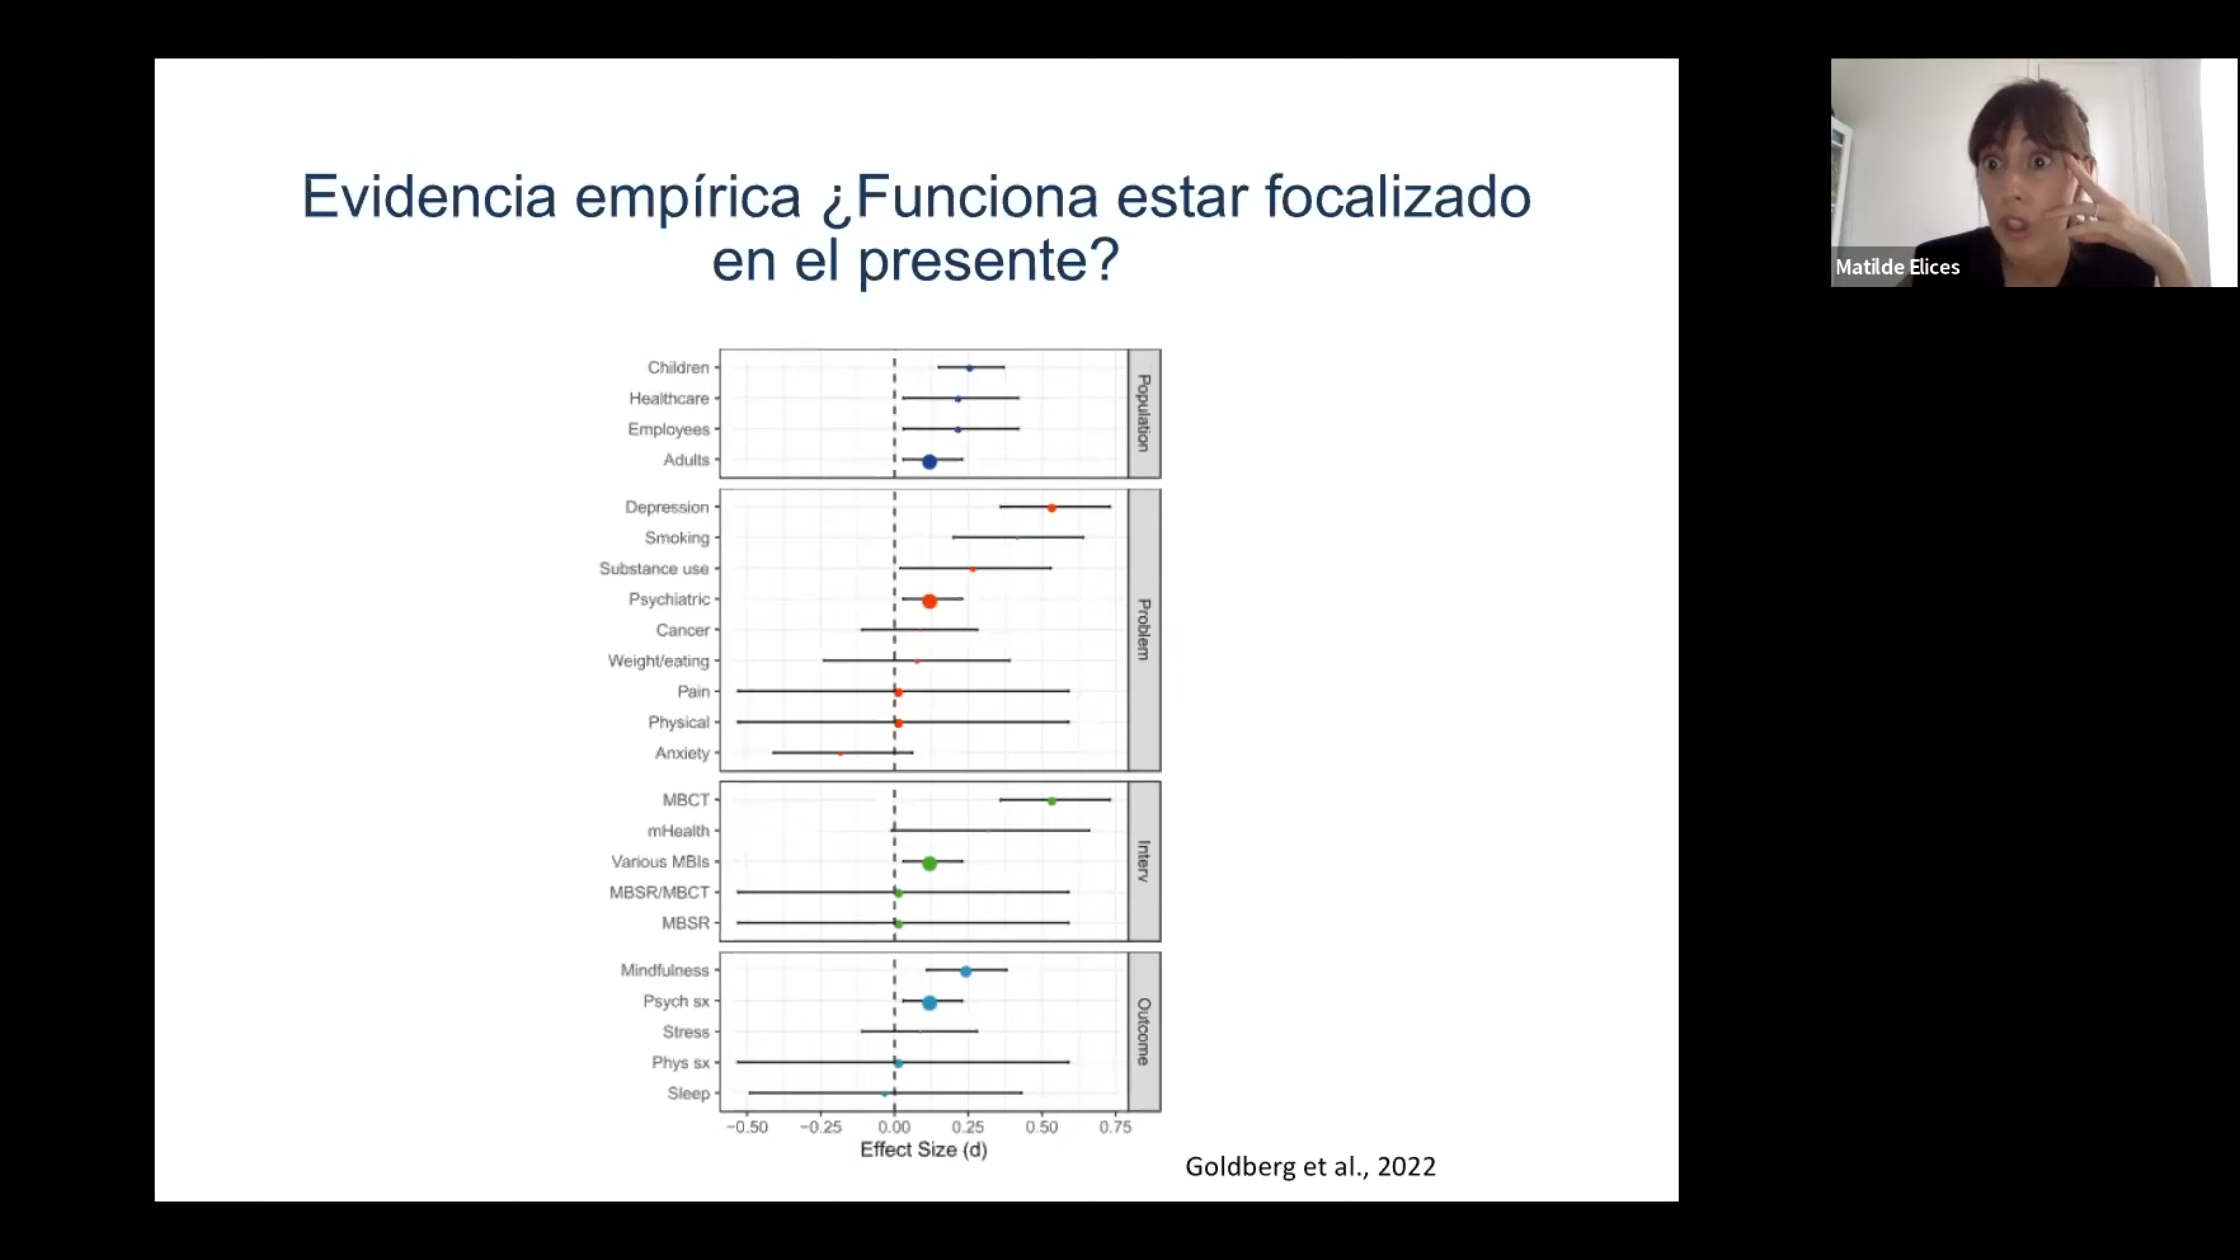 Evidencia empírica ¿Funciona estar focalizado
en el presente?
Matilde Elices
Children
Healthcare
Employees
Adults
Population
Depression
Smoking
Substance use
Psychiatric
Cancer
Weight/eating
Pain
Physical
Anxiety
Problem
MBCT
mHealth
Various MBIs
MBSR/MBCT
MBSR
Interv
Mindfulness
Psych sx
Stress
Phys sx
Sleep
Outcome
−0.50 −0.25 0.00 0.25 0.50 0.75
Effect Size (d)
Goldberg et al., 2022